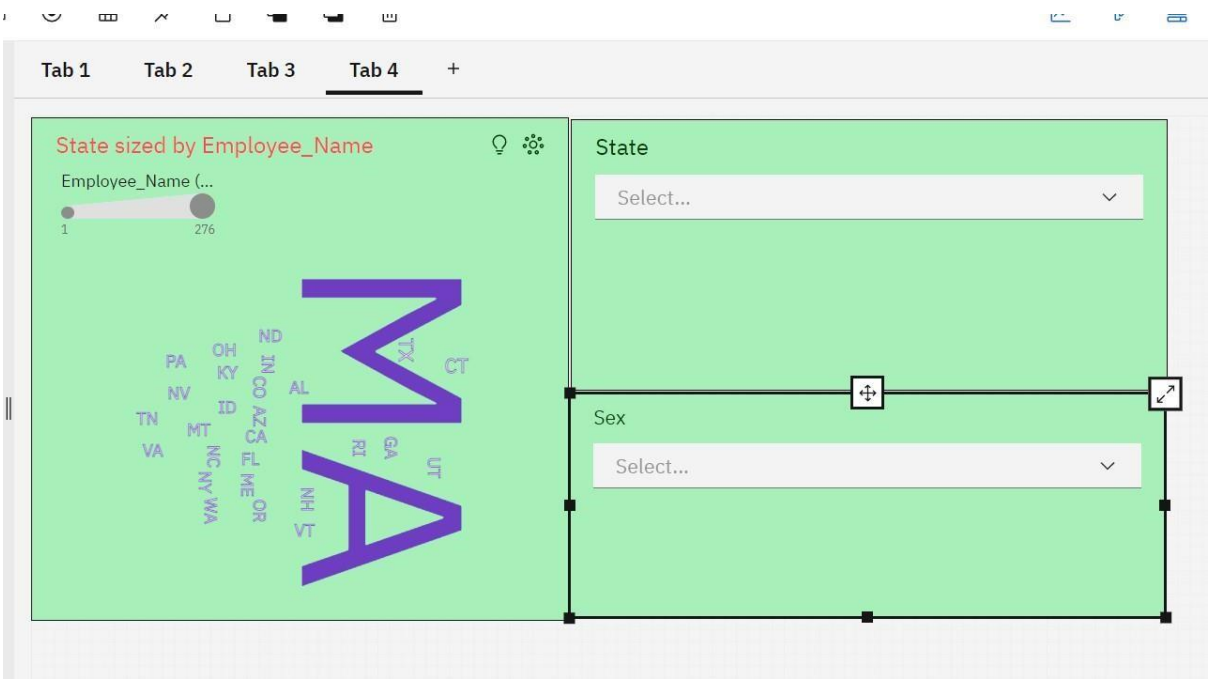 Tab 1 Tab 2 Tab 3 Tab 4 +
State sized by Employee_Name
Employee_Name (...
1 276
State
Select...
Sex
Select...
MA
ND
OH
PA
KY
IN
TX
CT
NV
CO
AL
ID
TN
AZ
MT
CA
VA
NC
FL
RI
GA
UT
NY
ME
NH
WA
OR
VT